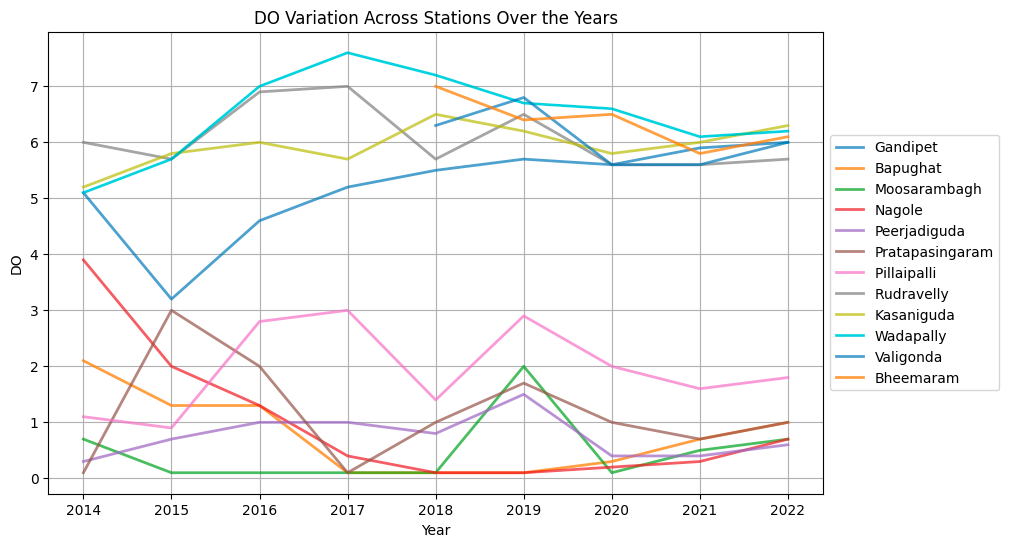 DO Variation Across Stations Over the Years
DO
7
6
5
4
3
2
1
0
2014 2015 2016 2017 2018 2019 2020 2021 2022
Year
Gandipet
Bapughat
Moosarambagh
Nagole
Peerjadiguda
Pratapasingaram
Pillaipalli
Rudravelly
Kasaniguda
Wadapally
Valigonda
Bheemaram